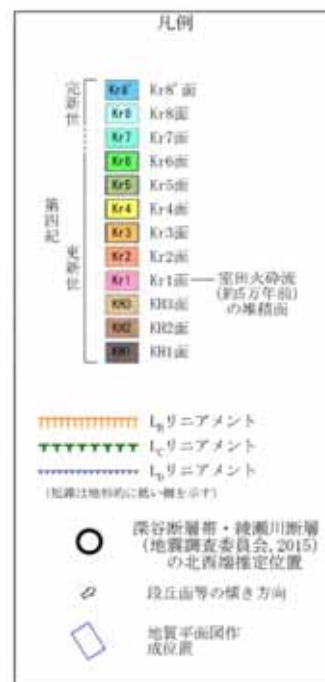 凡例
完新世
第四紀
更新世
Kr8' Kr8'面
Kr8 Kr8面
Kr7 Kr7面
Kr6 Kr6面
Kr5 Kr5面
Kr4 Kr4面
Kr3 Kr3面
Kr2 Kr2面
Kr1 Kr1面 室田火砕流
(約5万年前)
の堆積面
KH3 KH3面
KH2 KH2面
KH1 KH1面
LBリニアメント
LCリニアメント
LDリニアメント
(短線は地形的に低い側を示す)
深谷断層帯・綾瀬川断層
(地震調査委員会, 2015)
の北西端推定位置
段丘面等の傾き方向
地質平面図作
成位置